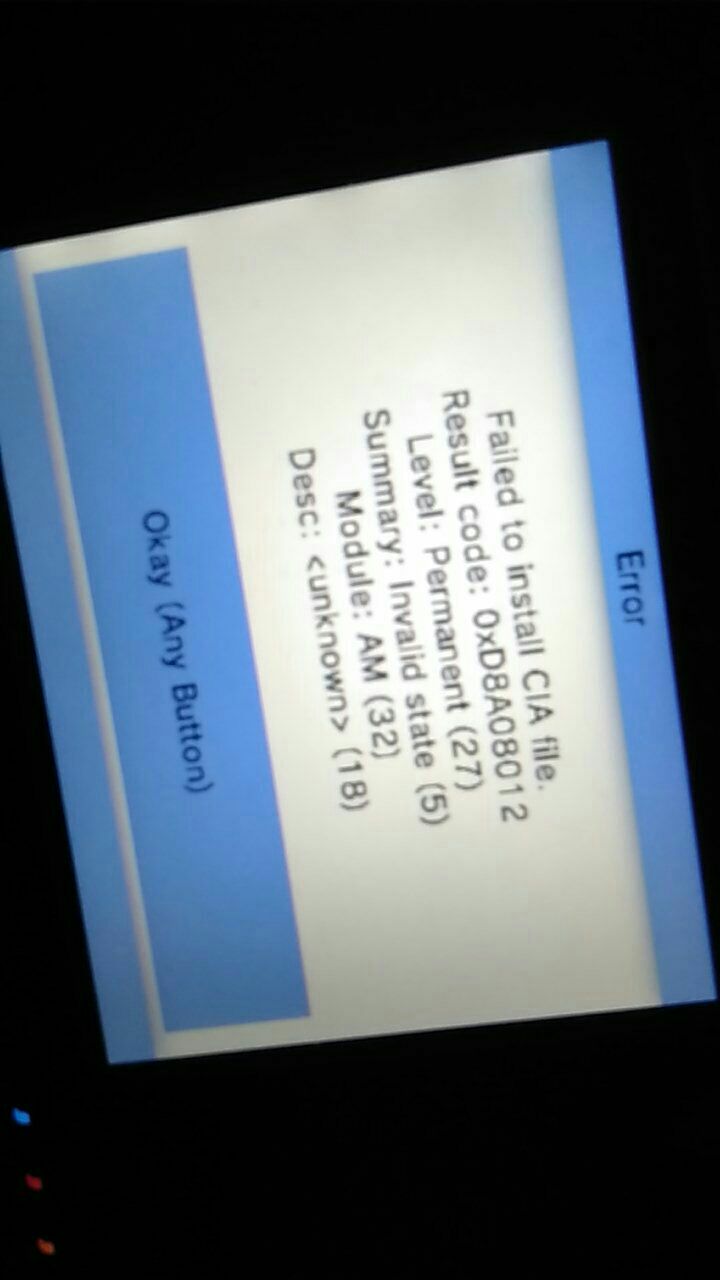 Error
Failed to install CIA file.
Result code: 0xD8A08012
Level: Permanent (27)
Summary: Invalid state (5)
Module: AM (32)
Desc: <unknown> (18)
Okay (Any Button)